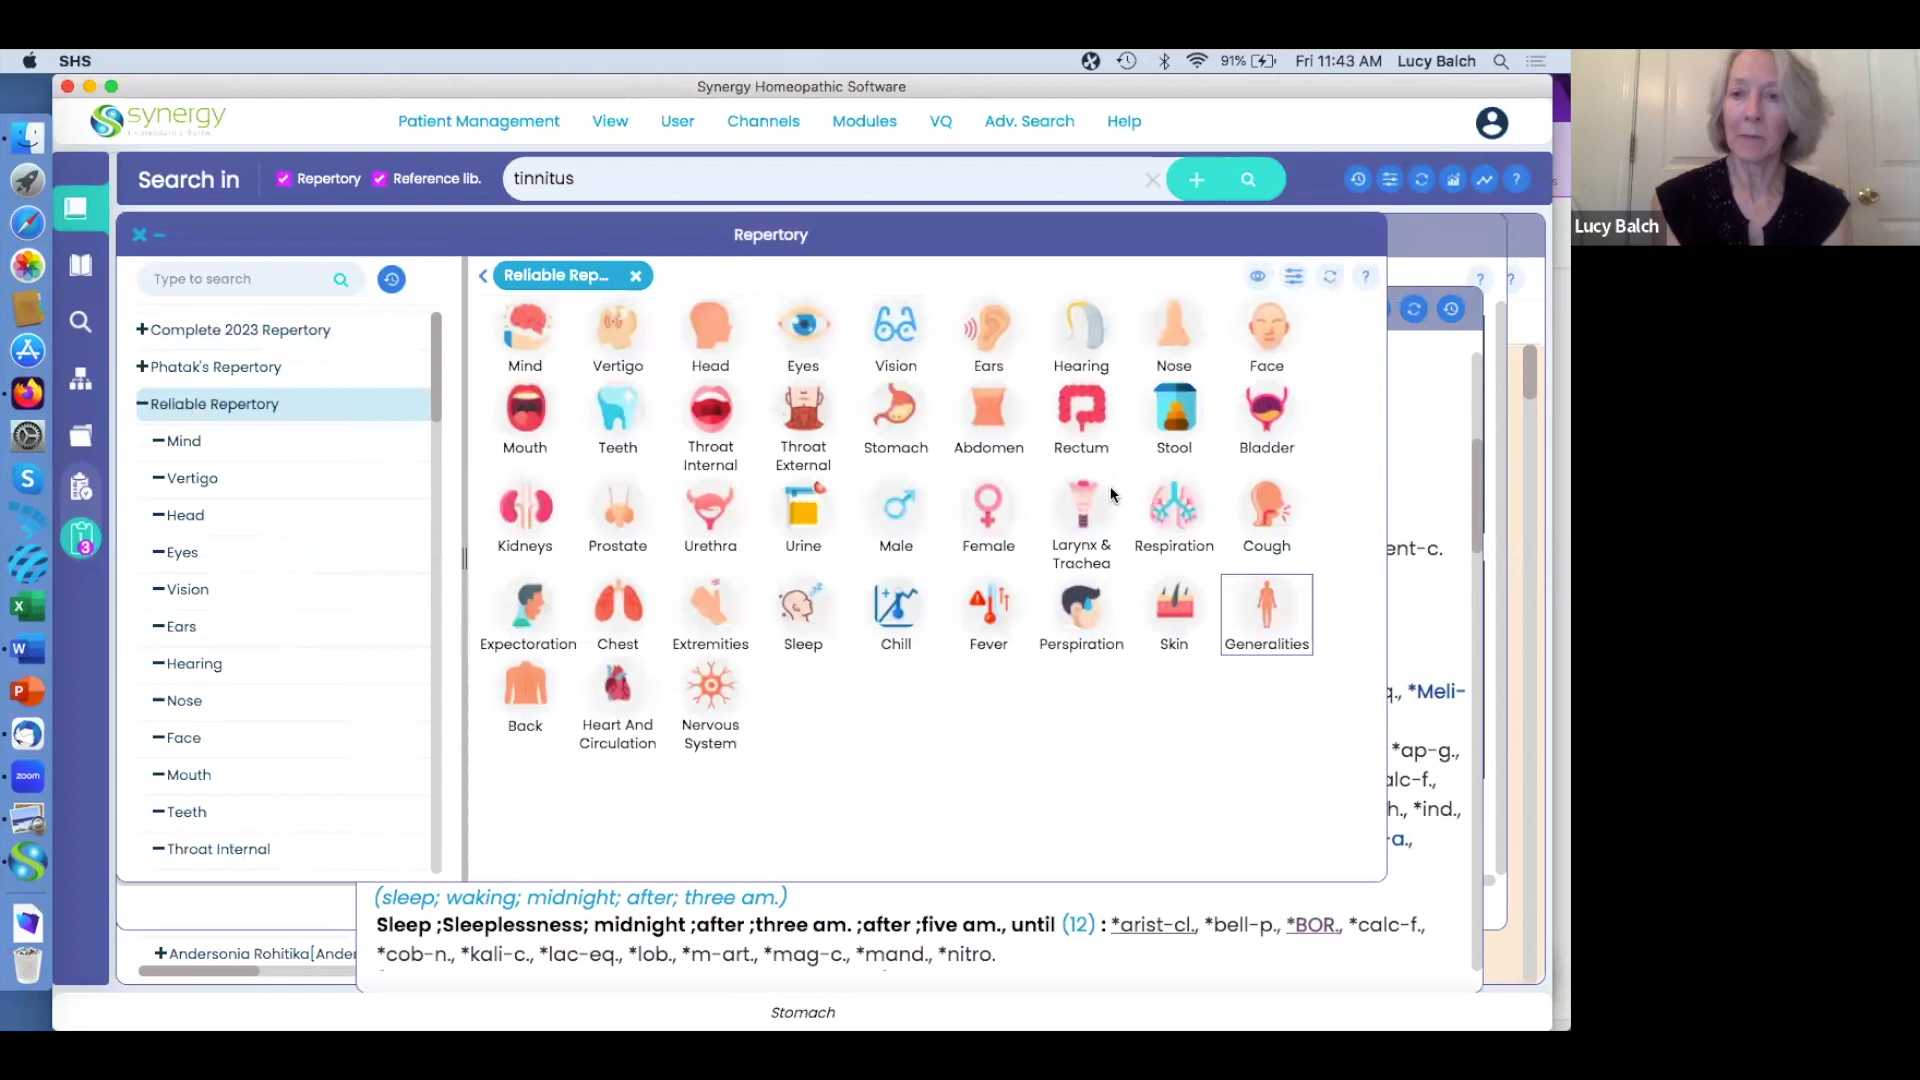 SHS
91%
Fri 11:43 AM
Lucy Balch
Synergy Homeopathic Software
synergy
Patient Management
View
User
Channels
Modules
VQ
Adv. Search
Help
Search in
Repertory
Reference lib.
tinnitus
Lucy Balch
Repertory
Type to search
Reliable Rep...
Complete 2023 Repertory
Phatak's Repertory
Reliable Repertory
Mind
Vertigo
Head
Eyes
Vision
Ears
Hearing
Nose
Face
Mouth
Teeth
Throat Internal
Mind
Vertigo
Head
Eyes
Vision
Ears
Hearing
Nose
Face
Mouth
Teeth
Throat
Internal
Throat
External
Stomach
Abdomen
Rectum
Stool
Bladder
Kidneys
Prostate
Urethra
Urine
Male
Female
Larynx &
Trachea
Respiration
Cough
Expectoration
Chest
Extremities
Sleep
Chill
Fever
Perspiration
Skin
Generalities
Back
Heart And
Circulation
Nervous
System
ent-c.
q., *Meli-
*ap-g.,
alc-f.,
h., *ind.,
-a.,
(sleep; waking; midnight; after; three am.)
Sleep ;Sleeplessness; midnight ;after ;three am. ;after ;five am., until (12) : *arist-cl., *bell-p., *BOR., *calc-f.,
*cob-n., *kali-c., *lac-eq., *lob., *m-art., *mag-c., *mand., *nitro.
Andersonia Rohitika[Ander
Stomach
zoom
3